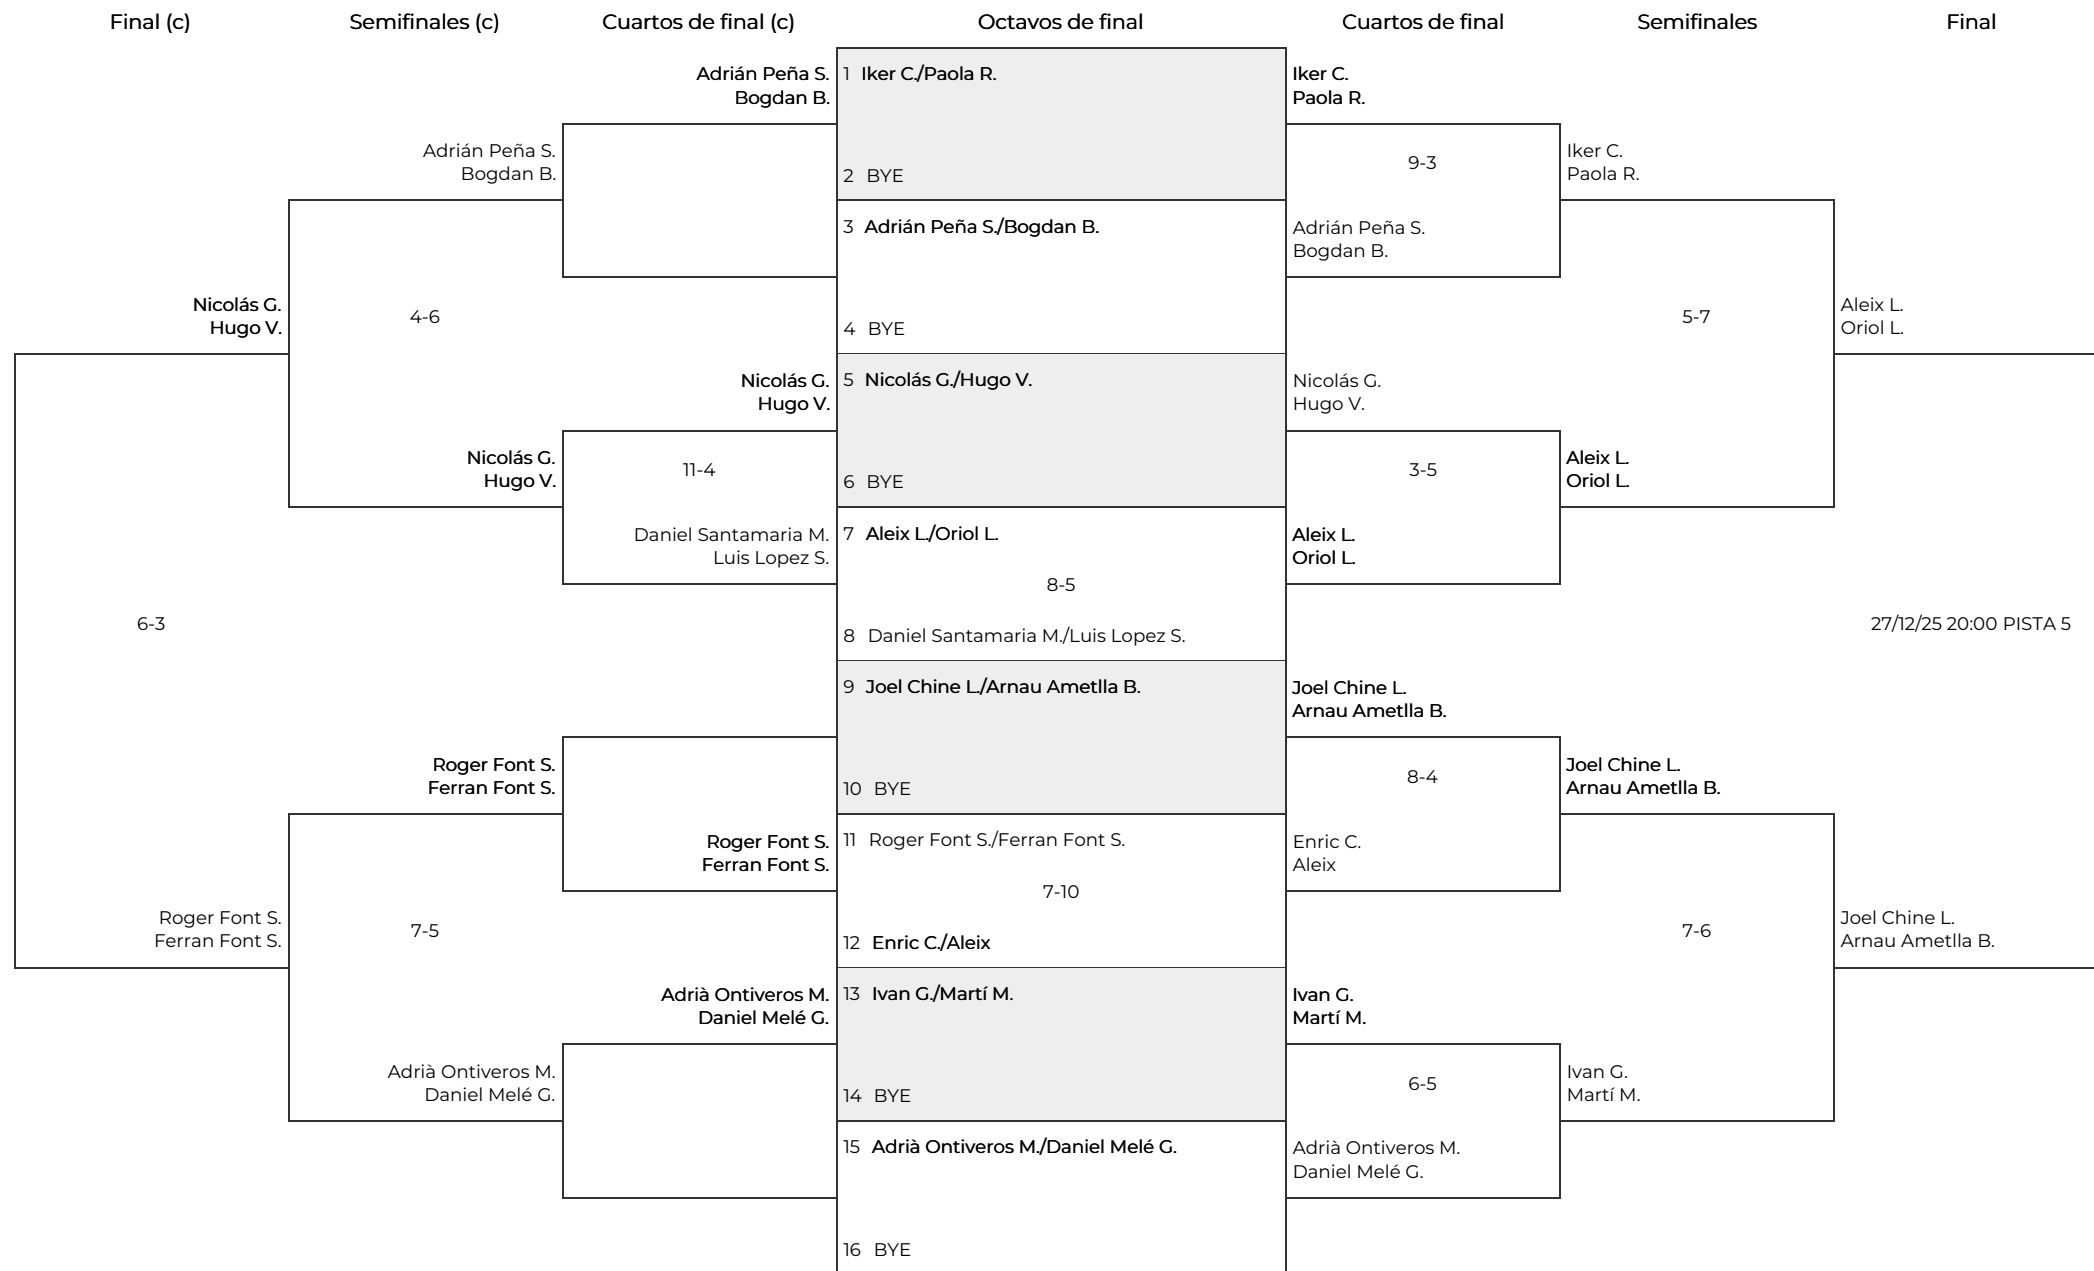 Final (c)
Semifinales (c)
Cuartos de final (c)
Octavos de final
Cuartos de final
Semifinales
Final
Nicolás G.
Hugo V.
6-3
Roger Font S.
Ferran Font S.
Adrián Peña S.
Bogdan B.
4-6
Nicolás G.
Hugo V.
Roger Font S.
Ferran Font S.
7-5
Adrià Ontiveros M.
Daniel Melé G.
Adrián Peña S.
Bogdan B.
Nicolás G.
Hugo V.
11-4
Daniel Santamaria M.
Luis Lopez S.
Roger Font S.
Ferran Font S.
Adrià Ontiveros M.
Daniel Melé G.
1 Iker C./Paola R.
2 BYE
3 Adrián Peña S./Bogdan B.
4 BYE
5 Nicolás G./Hugo V.
6 BYE
7 Aleix L./Oriol L.
8-5
8 Daniel Santamaria M./Luis Lopez S.
9 Joel Chine L./Arnau Ametlla B.
10 BYE
11 Roger Font S./Ferran Font S.
7-10
12 Enric C./Aleix
13 Ivan G./Martí M.
14 BYE
15 Adrià Ontiveros M./Daniel Melé G.
16 BYE
Iker C.
Paola R.
9-3
Adrián Peña S.
Bogdan B.
Nicolás G.
Hugo V.
3-5
Aleix L.
Oriol L.
Joel Chine L.
Arnau Ametlla B.
8-4
Enric C.
Aleix
Ivan G.
Martí M.
6-5
Adrià Ontiveros M.
Daniel Melé G.
Iker C.
Paola R.
5-7
Aleix L.
Oriol L.
Joel Chine L.
Arnau Ametlla B.
7-6
Ivan G.
Martí M.
Aleix L.
Oriol L.
27/12/25 20:00 PISTA 5
Joel Chine L.
Arnau Ametlla B.